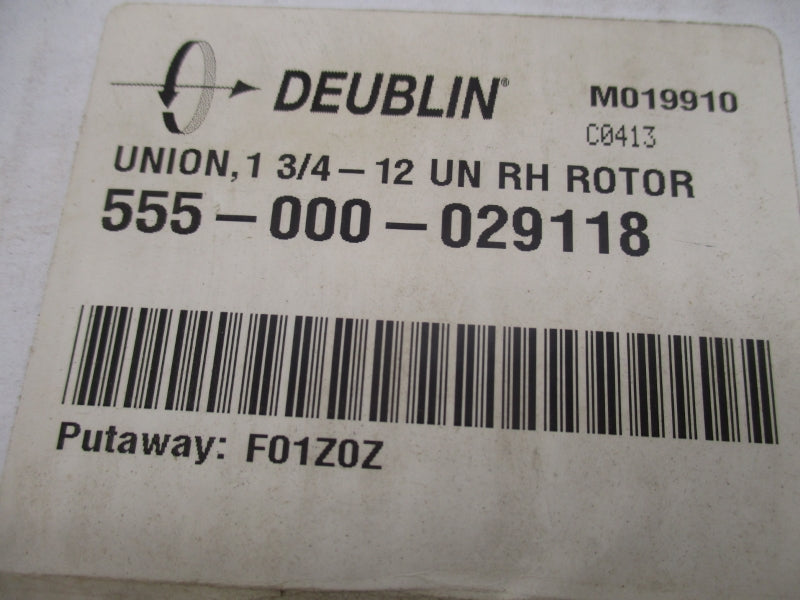 DEUBLIN® M019910
C0413
UNION, 1 3/4 - 12 UN RH ROTOR
555-000-029118
Putaway: F01Z0Z